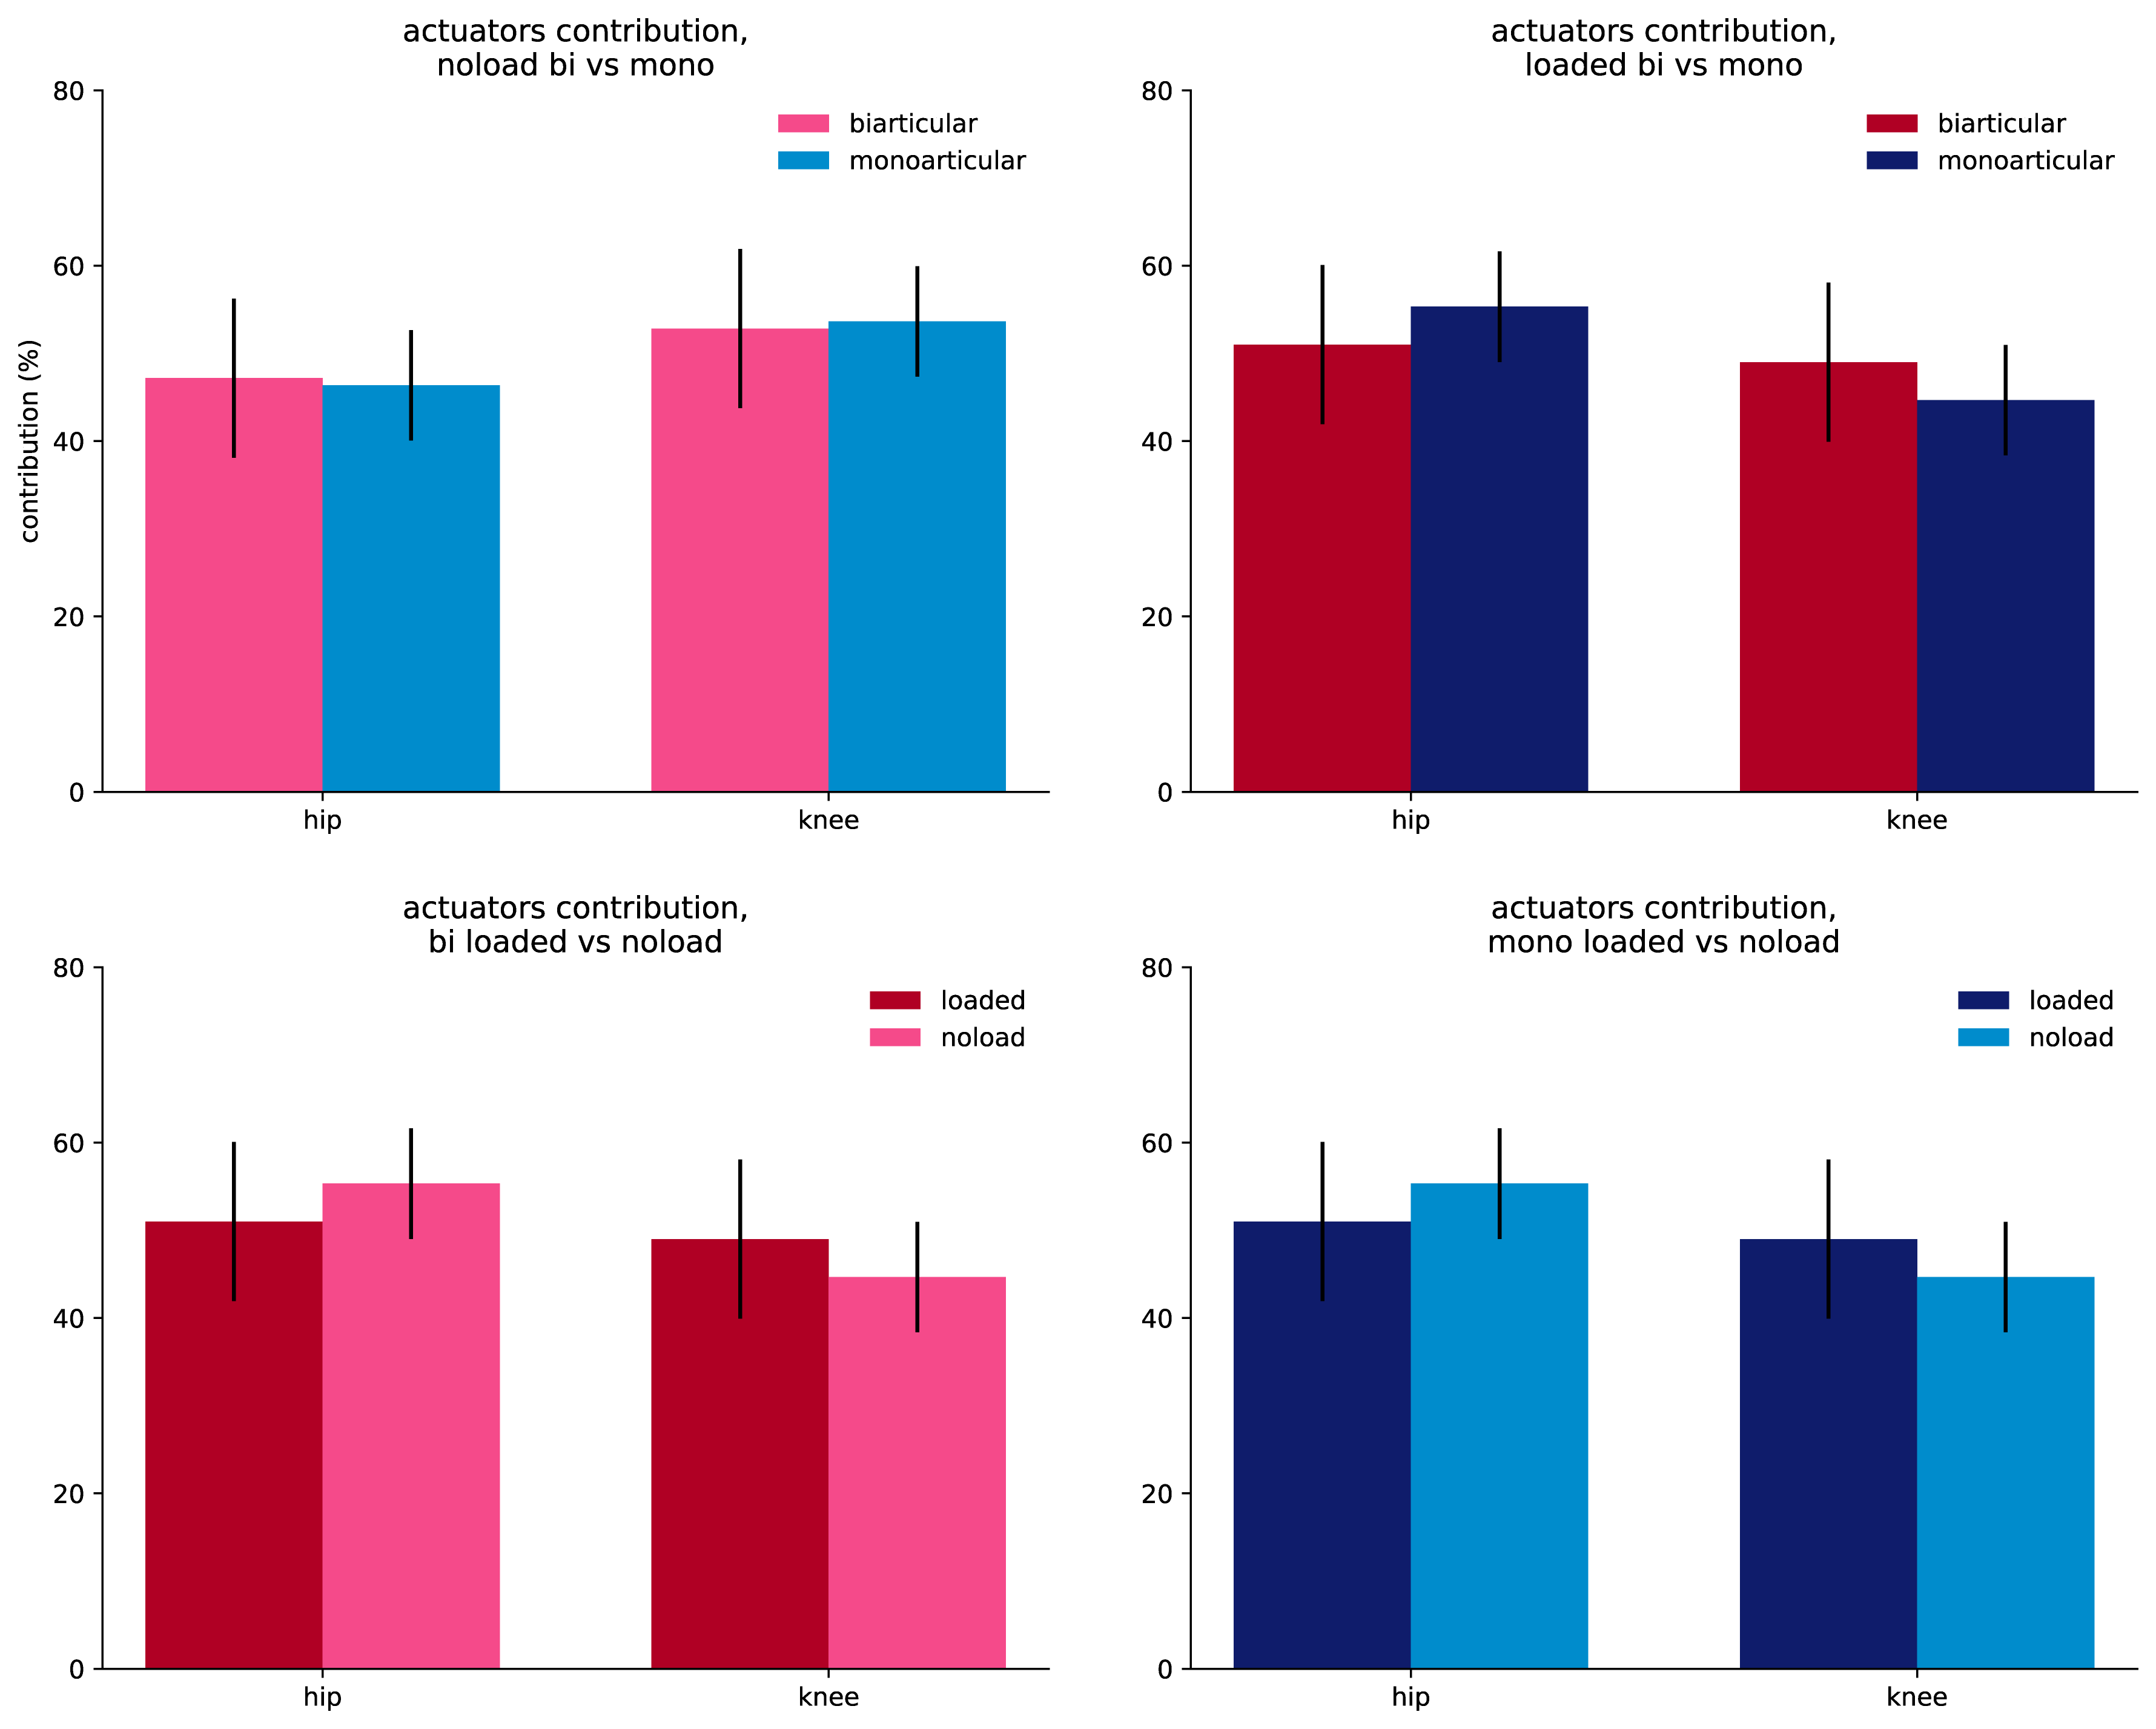 actuators contribution,
noload bi vs mono
80
60
40
20
0
contribution (%)
biarticular
monoarticular
hip
knee
actuators contribution,
loaded bi vs mono
80
60
40
20
0
biarticular
monoarticular
hip
knee
actuators contribution,
bi loaded vs noload
80
60
40
20
0
loaded
noload
hip
knee
actuators contribution,
mono loaded vs noload
80
60
40
20
0
loaded
noload
hip
knee